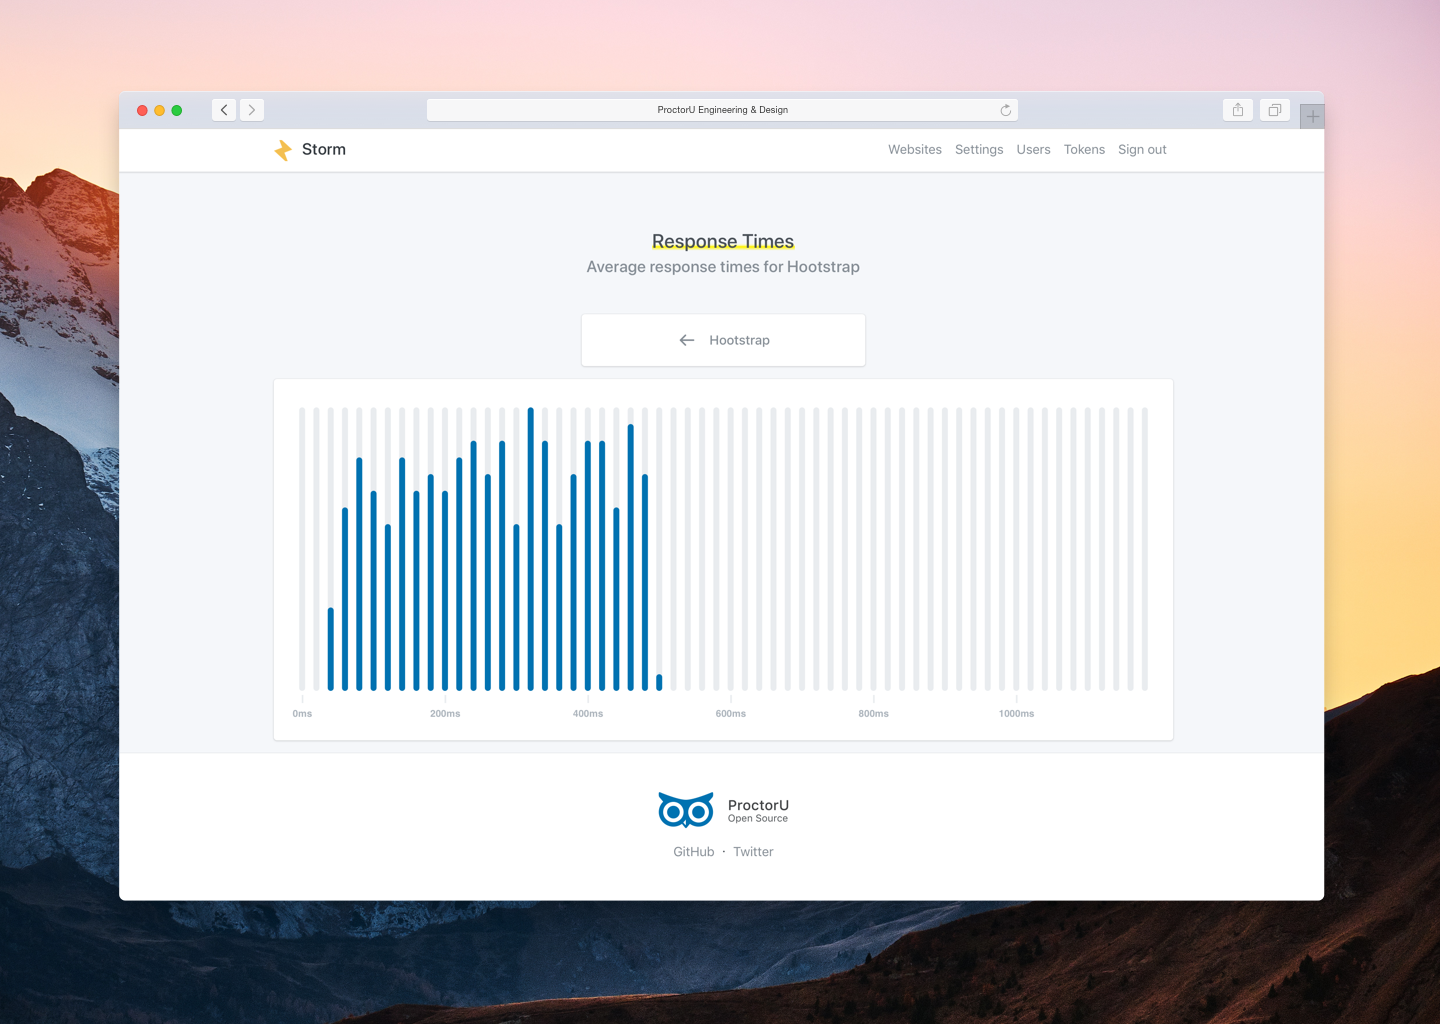 ProctorU Engineering & Design
Storm
Websites Settings Users Tokens Sign out
Response Times
Average response times for Hootstrap
Hootstrap
0ms 200ms 400ms 600ms 800ms 1000ms
ProctorU
Open Source
GitHub · Twitter